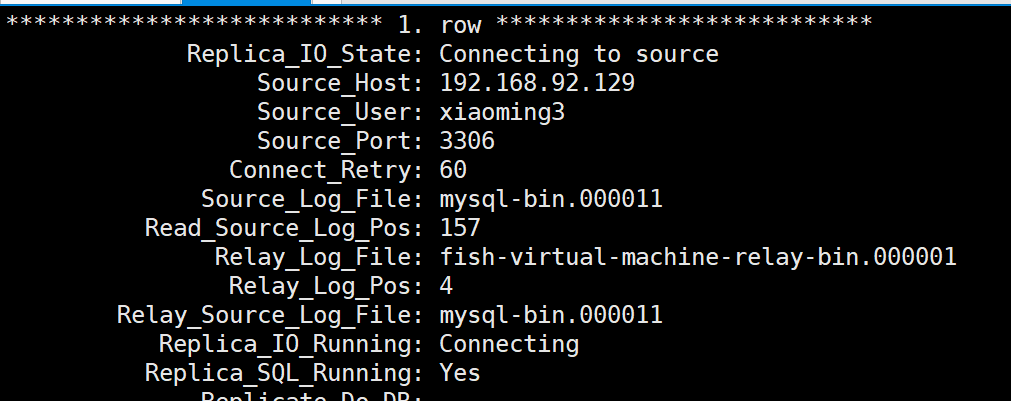 *************************** 1. row ***************************
Replica_IO_State: Connecting to source
Source_Host: 192.168.92.129
Source_User: xiaoming3
Source_Port: 3306
Connect_Retry: 60
Source_Log_File: mysql-bin.000011
Read_Source_Log_Pos: 157
Relay_Log_File: fish-virtual-machine-relay-bin.000001
Relay_Log_Pos: 4
Relay_Source_Log_File: mysql-bin.000011
Replica_IO_Running: Connecting
Replica_SQL_Running: Yes
Replicate_Do_DB: